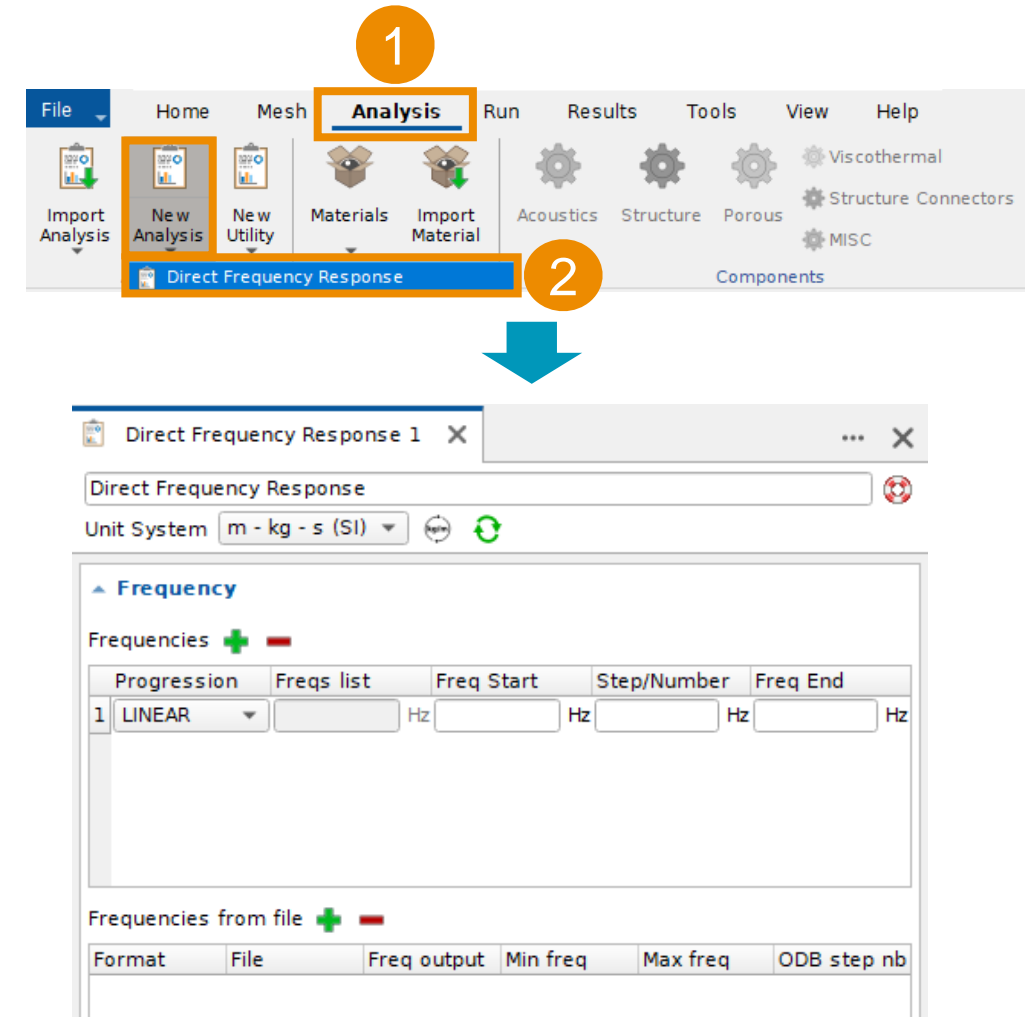 1
File Home Mesh Analysis Run Results Tools View Help
Import Analysis
New Analysis
New Utility
Materials
Import Material
Acoustics
Structure
Porous
Viscothermal
Structure Connectors
MISC
Direct Frequency Response
2
Components
Direct Frequency Response 1
Direct Frequency Response
Unit System m - kg - s (SI)
Frequency
Frequencies
Progression Freqs list Freq Start Step/Number Freq End
1 LINEAR Hz Hz Hz Hz
Frequencies from file
Format File Freq output Min freq Max freq ODB step nb